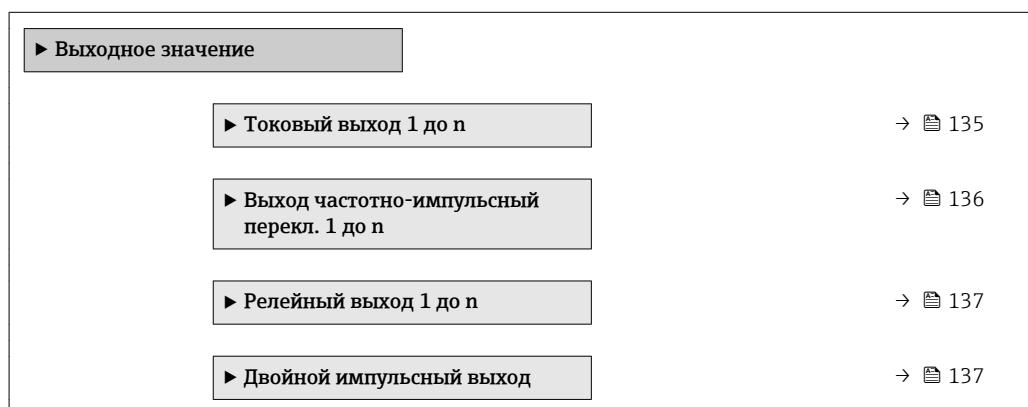 ▶ Выходное значение
▶ Токовый выход 1 до n → 135
▶ Выход частотно-импульсный → 136
перекл. 1 до n
▶ Релейный выход 1 до n → 137
▶ Двойной импульсный выход → 137